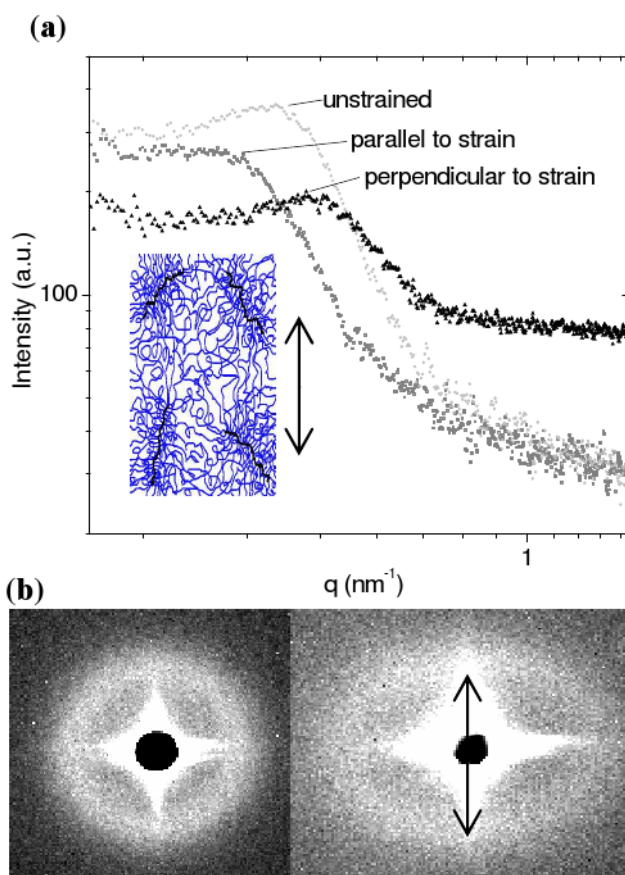 (a)
unstrained
parallel to strain
perpendicular to strain
100
Intensity (a.u.)
1
q (nm⁻¹)
(b)